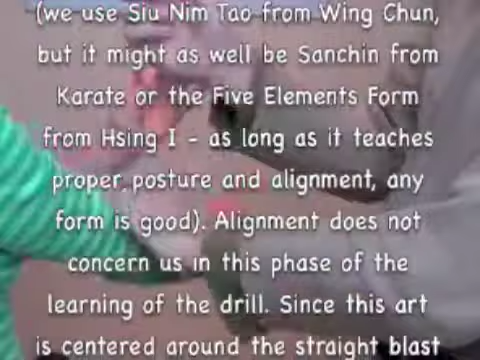 (we use Siu Nim Tao from Wing Chun,
but it might as well be Sanchin from
Karate or the Five Elements Form
from Hsing I - as long as it teaches
proper posture and alignment, any
form is good). Alignment does not
concern us in this phase of the
learning of the drill. Since this art
is centered around the straight blast